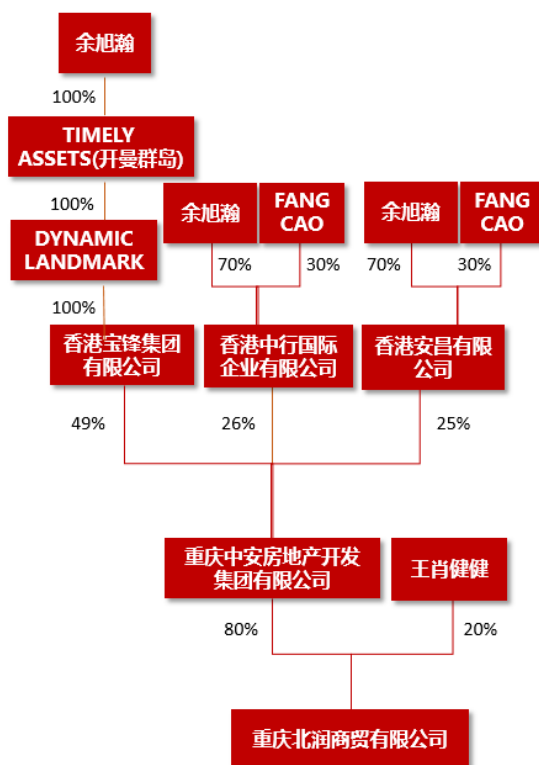 余旭瀚
100%
TIMELY
ASSETS(开曼群岛)
100%
余旭瀚
FANG
CAO
余旭瀚
FANG
CAO
DYNAMIC
LANDMARK
70%
30%
70%
30%
100%
香港宝锋集团
有限公司
香港中行国际
企业有限公司
香港安昌有限
公司
49%
26%
25%
重庆中安房地产开发
集团有限公司
王肖健健
80%
20%
重庆北润商贸有限公司